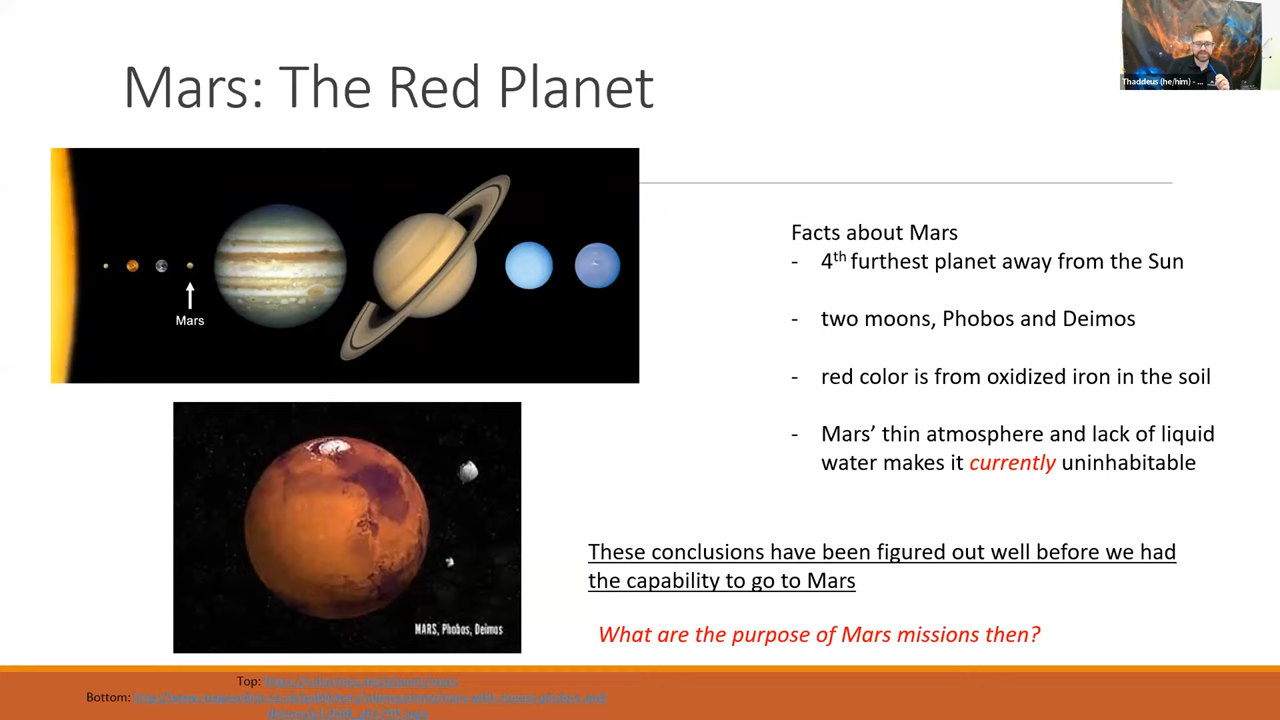 Thaddeus (he/him) - ...
Mars: The Red Planet
Mars
Facts about Mars
- 4th furthest planet away from the Sun
- two moons, Phobos and Deimos
- red color is from oxidized iron in the soil
- Mars' thin atmosphere and lack of liquid
water makes it currently uninhabitable
MARS, Phobos, Deimos
These conclusions have been figured out well before we had
the capability to go to Mars
What are the purpose of Mars missions then?
Top:
Bottom: